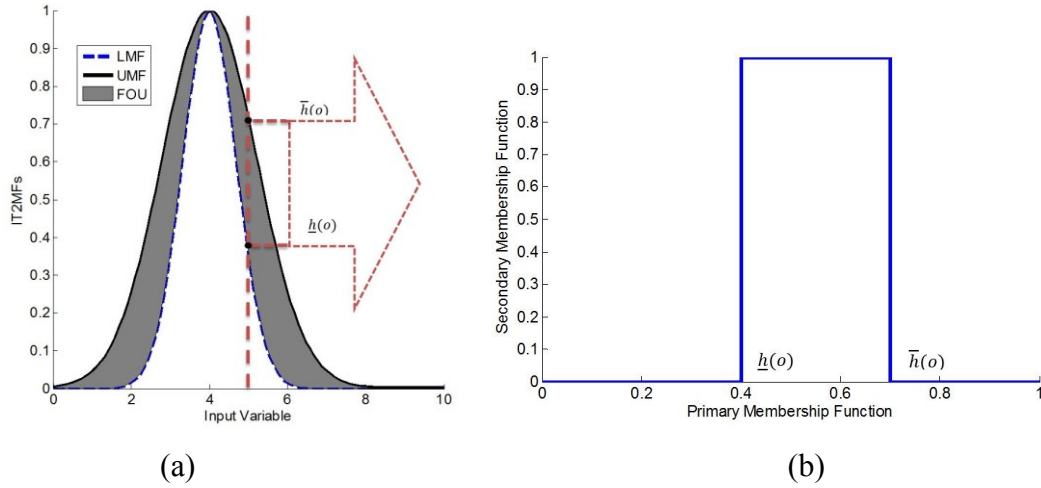 1
0.9
0.8
0.7
0.6
0.5
0.4
0.3
0.2
0.1
0
IT2MFs
LMF
UMF
FOU
h̅(o)
h̲(o)
0 2 4 6 8 10
Input Variable
(a)
1
0.9
0.8
0.7
0.6
0.5
0.4
0.3
0.2
0.1
0
Secondary Membership Function
h̲(o)
h̅(o)
0 0.2 0.4 0.6 0.8 1
Primary Membership Function
(b)